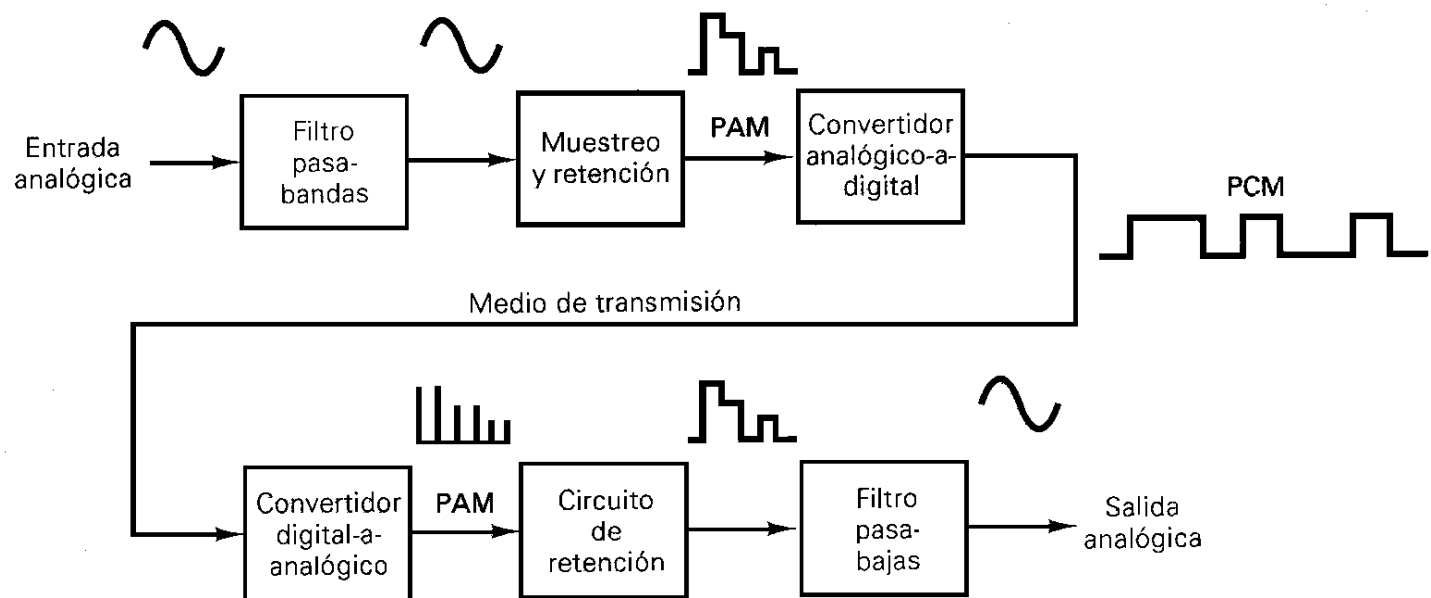 Entrada
analógica
Filtro
pasa-
bandas
Muestreo
y retención
PAM
Convertidor
analógico-a-
digital
PCM
Medio de transmisión
Convertidor
digital-a-
analógico
PAM
Circuito
de
retención
Filtro
pasa-
bajas
Salida
analógica